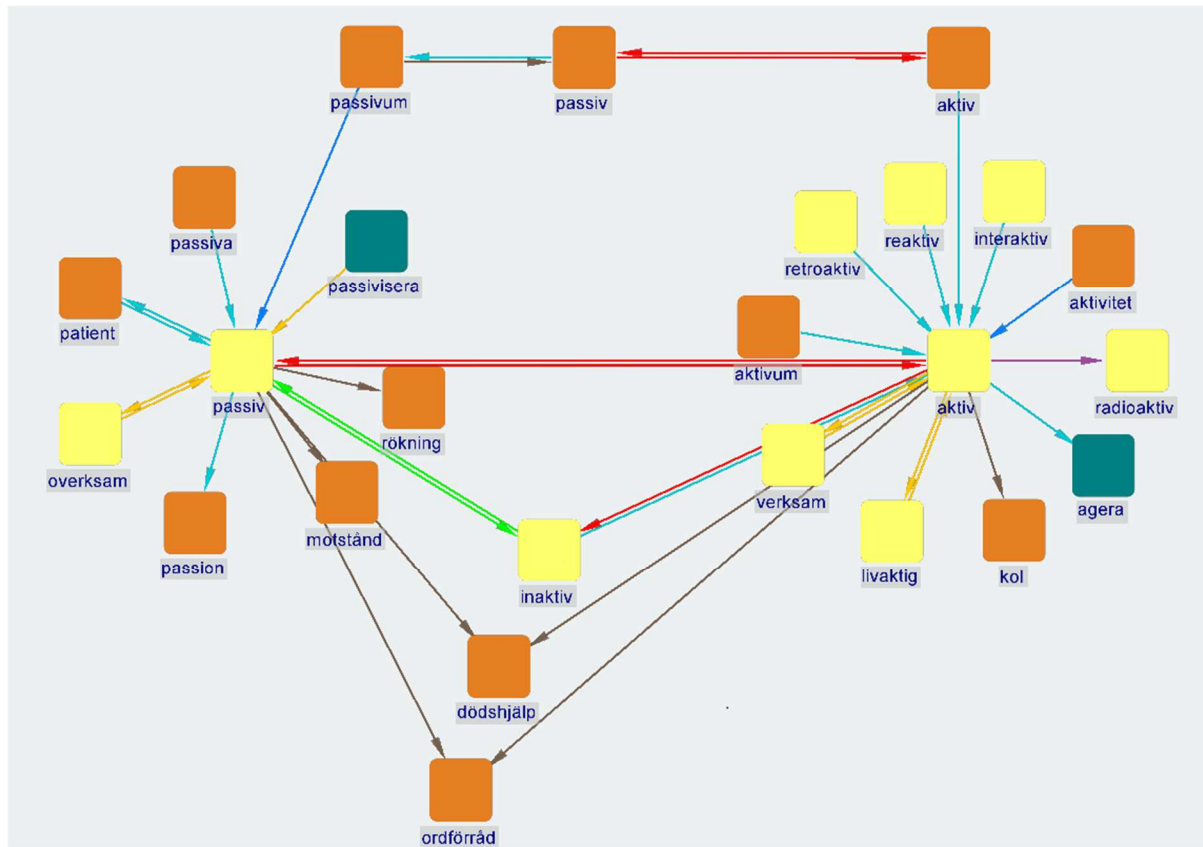 passivum
passiv
aktiv
passiva
passivisera
retroaktiv
reaktiv
interaktiv
aktivitet
patient
passiv
rökning
aktivum
aktiv
radioaktiv
overksam
passion
motstånd
inaktiv
verksam
livaktig
kol
agera
dödshjälp
ordförråd